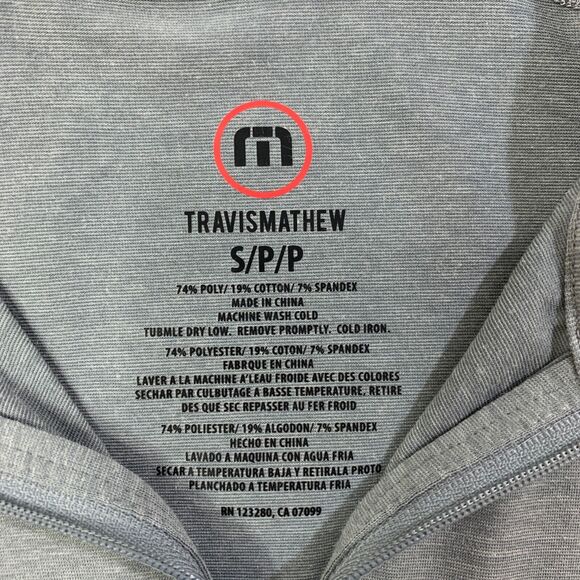 TRAVISMATHEW
S/P/P
74% POLY/ 19% COTTON/ 7% SPANDEX
MADE IN CHINA
MACHINE WASH COLD
TUBMLE DRY LOW. REMOVE PROMPTLY. COLD IRON.
74% POLYESTER/ 19% COTON/ 7% SPANDEX
FABRIQUE EN CHINA
LAVER A LA MACHINE A'LEAU FROIDE AVEC DES COLORES
SECHAR PAR CULBUTAGE A BASSE TEMPERATURE, RETIRE
DES QUE SEC REPASSER AU FER FROID
74% POLIESTER/ 19% ALGODON/ 7% SPANDEX
HECHO EN CHINA
LAVADO A MAQUINA CON AGUA FRIA
SECAR A TEMPERATURA BAJA Y RETIRALA PROTO
PLANCHADO A TEMPERATURA FRIA
RN 123280, CA 07099